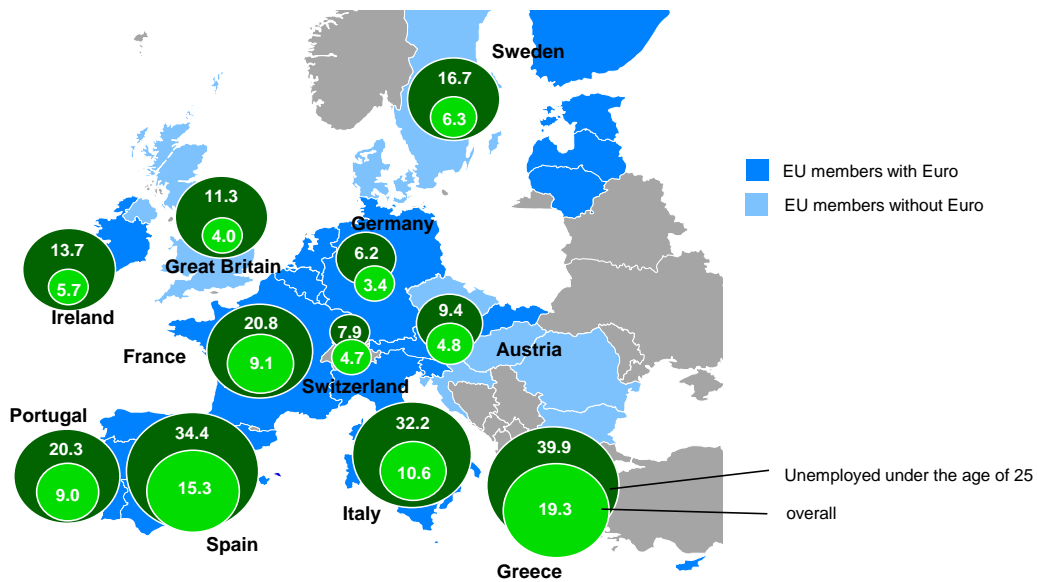 Sweden
16.7
6.3
EU members with Euro
EU members without Euro
11.3
4.0
Great Britain
Germany
6.2
3.4
13.7
5.7
Ireland
20.8
9.1
France
7.9
4.7
Switzerland
9.4
4.8
Austria
Portugal
20.3
9.0
34.4
15.3
Spain
32.2
10.6
Italy
39.9
19.3
Greece
Unemployed under the age of 25
overall